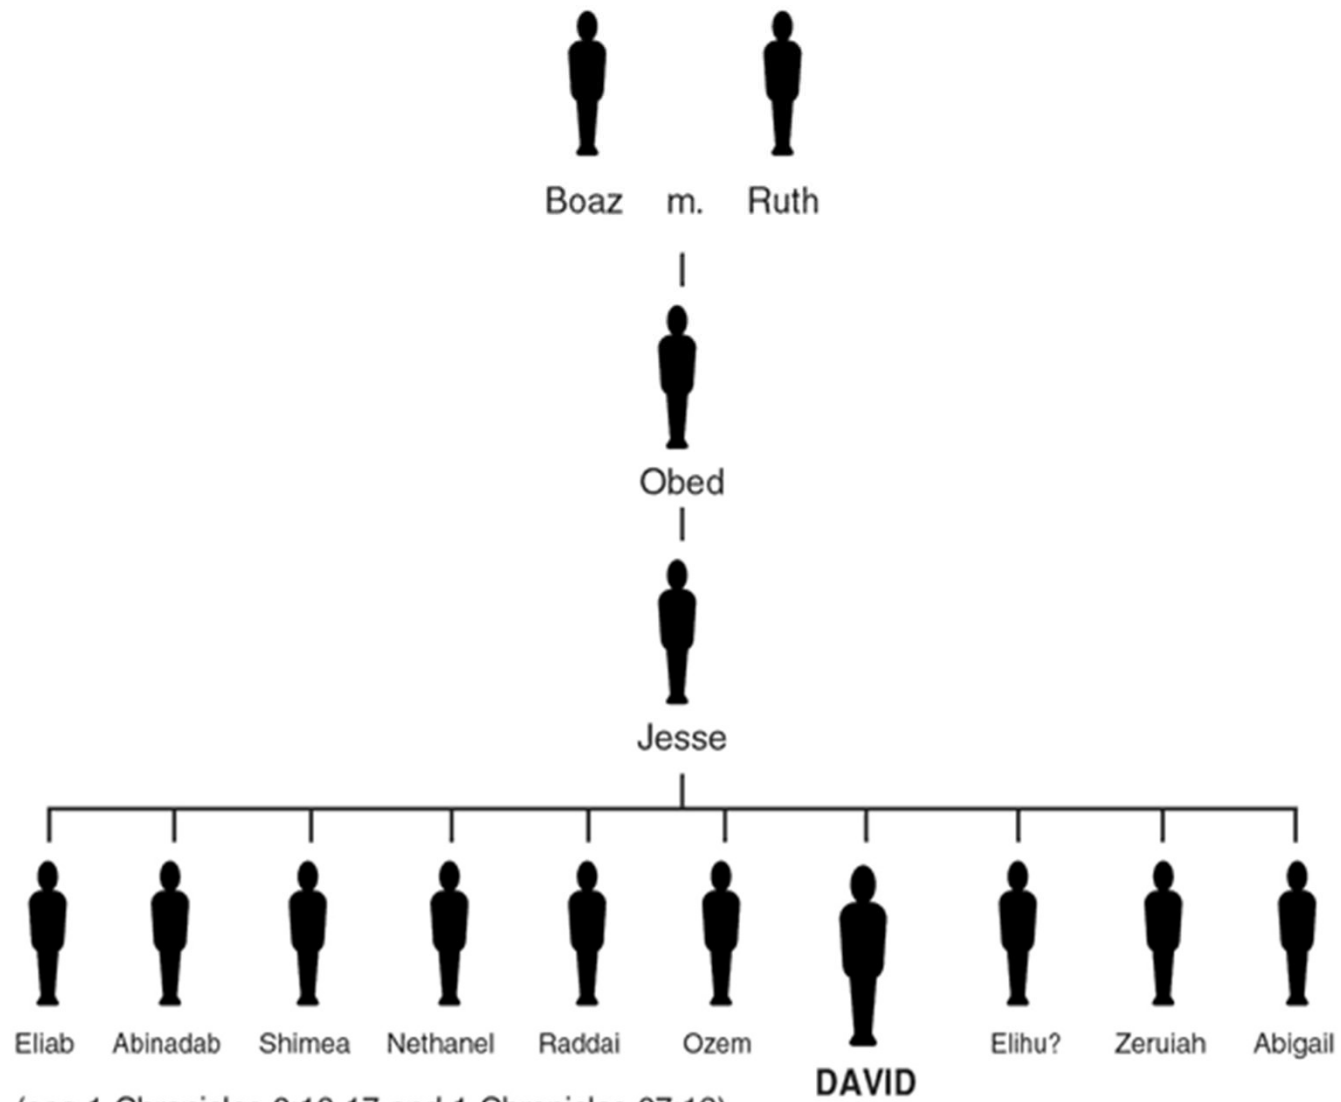 Boaz m. Ruth
Obed
Jesse
Eliab Abinadab Shimea Nethanel Raddai Ozem Elihu? Zeruiah Abigail
DAVID